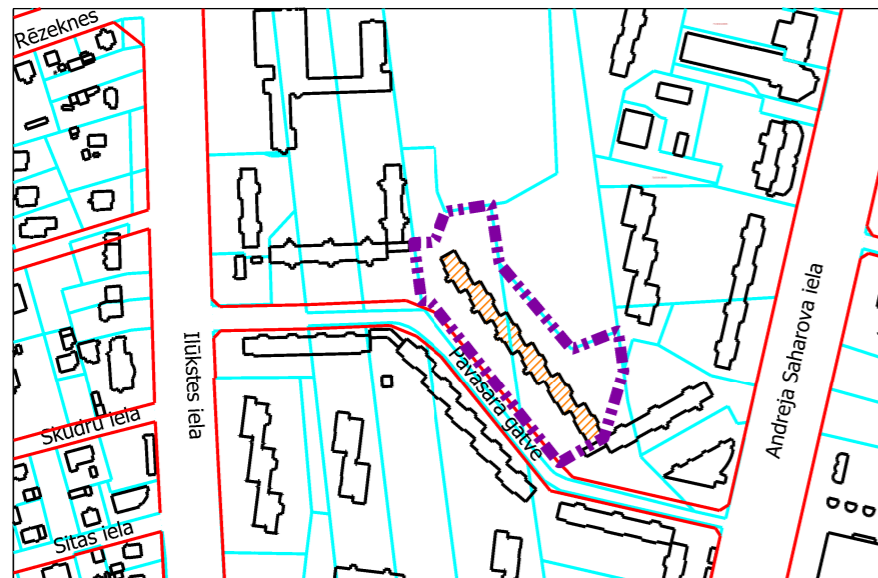 Rēzeknes
Ilūkstes iela
Pavasara gatve
Andreja Saharova iela
Skudru iela
Sitas iela